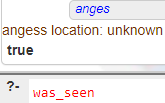 anges
angess location: unknown
true
?- was_seen